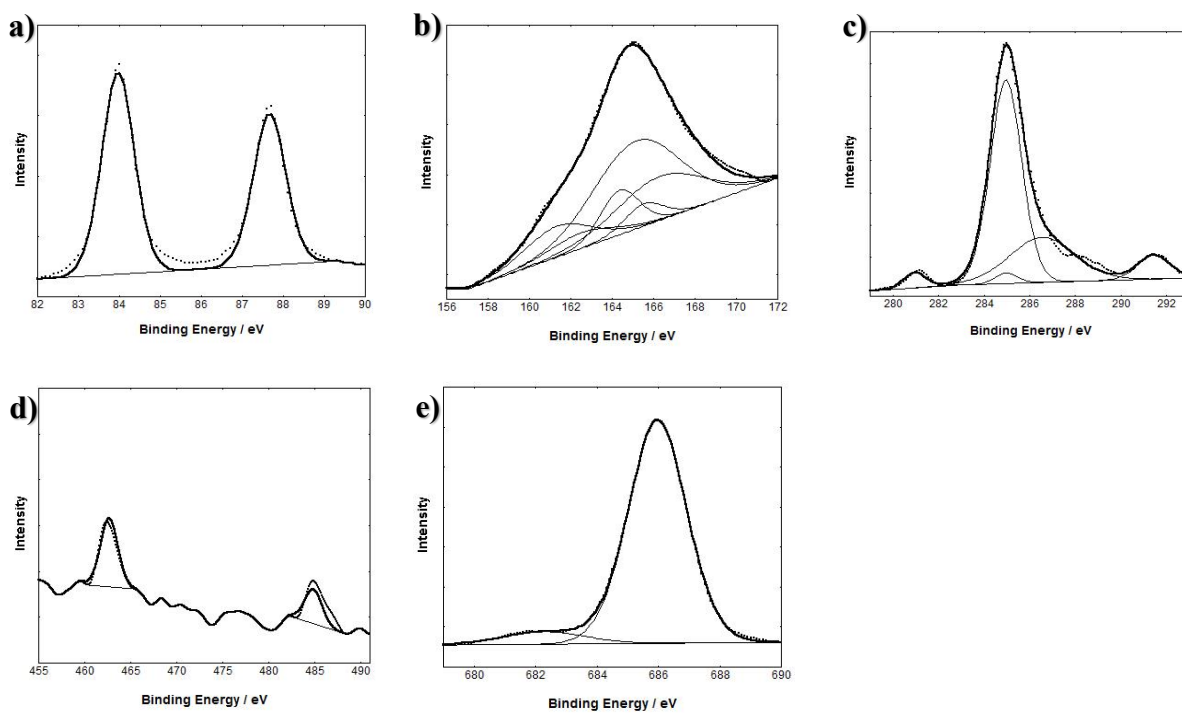 a)
Intensity
82 83 84 85 86 87 88 89 90
Binding Energy / eV
b)
Intensity
156 158 160 162 164 166 168 170 172
Binding Energy / eV
c)
Intensity
280 282 284 286 288 290 292
Binding Energy / eV
d)
Intensity
455 460 465 470 475 480 485 490
Binding Energy / eV
e)
Intensity
680 682 684 686 688 690
Binding Energy / eV